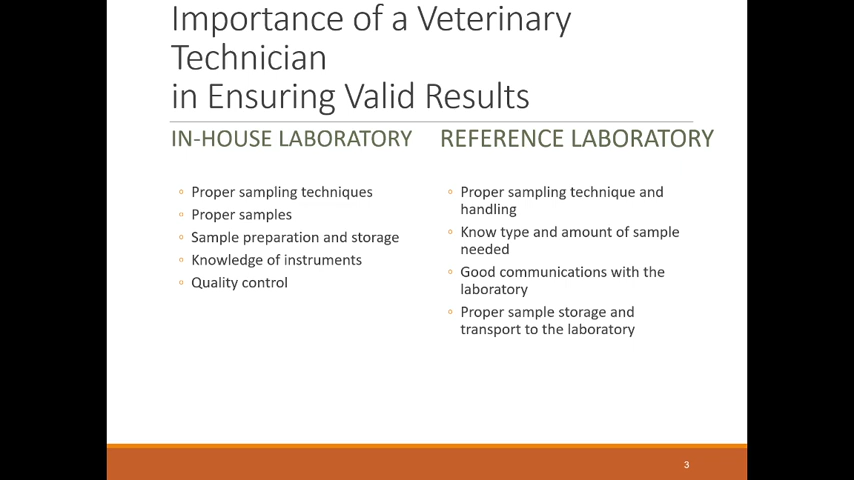 Importance of a Veterinary
Technician
in Ensuring Valid Results
IN-HOUSE LABORATORY
Proper sampling techniques
Proper samples
Sample preparation and storage
Knowledge of instruments
Quality control
REFERENCE LABORATORY
Proper sampling technique and
handling
Know type and amount of sample
needed
Good communications with the
laboratory
Proper sample storage and
transport to the laboratory
3